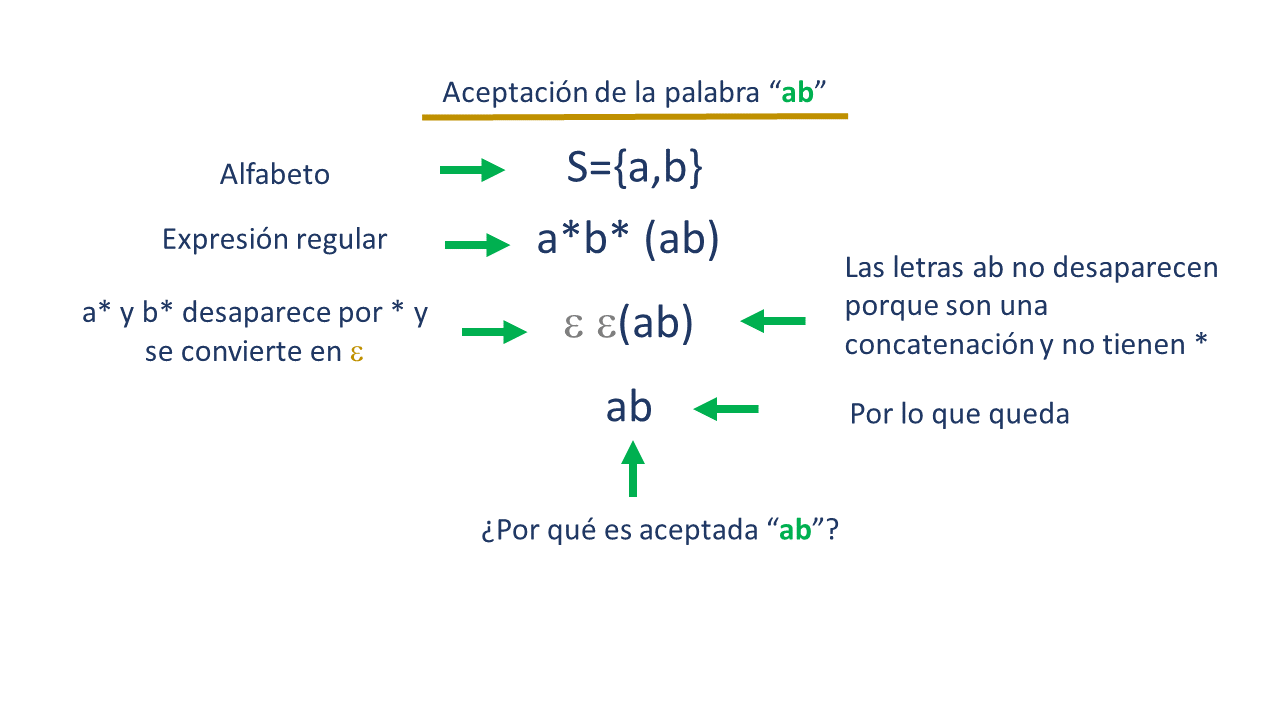 Aceptación de la palabra “ab”
Alfabeto
S={a,b}
Expresión regular
a*b* (ab)
a* y b* desaparece por * y
se convierte en ε
ε ε(ab)
Las letras ab no desaparecen
porque son una
concatenación y no tienen *
ab
Por lo que queda
¿Por qué es aceptada “ab”?